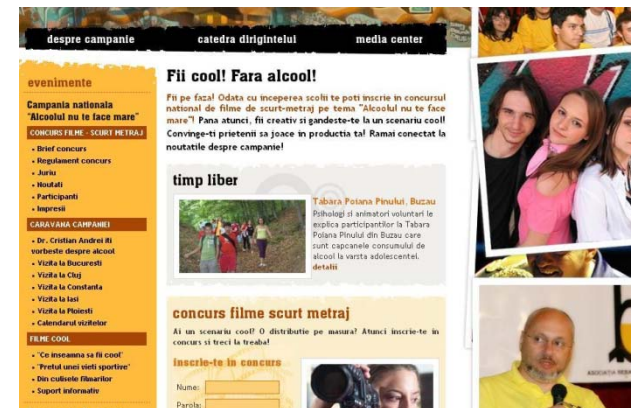 despre campanie
catedra dirigintelui
media center
evenimente
Campania nationala
"Alcoolul nu te face mare"
CONCURS FILME - SCURT METRAJ
Brief concurs
Regulament concurs
Juriu
Noutati
Participanti
Impresii
CARAVANA CAMPANIEI
Dr. Cristian Andrei iti
vorbeste despre alcool
Vizita la Bucuresti
Vizita la Cluj
Vizita la Constanta
Vizita la Iasi
Vizita la Ploiesti
Calendarul vizitelor
FILME COOL
"Ce inseamna sa fii cool"
"Pretul unei vieti sportive"
Din culisele filmarilor
Suport informativ
Fii cool! Fara alcool!
Fii pe faza! Odata cu inceperea scolii te poti inscrie in concursul
national de filme de scurt-metraj pe tema "Alcoolul nu te face
mare"! Pana atunci, fii creativ si gandeste-te la un scenariu cool!
Convinge-ti prietenii sa joace in productia ta! Ramai conectat la
noutatile despre campanie!
timp liber
Tabara Poiana Pinului, Buzau
Psihologi si animatori voluntari le
explica participantilor la Tabara
Poiana Pinului din Buzau care
sunt capcanele consumului de
alcool la varsta adolescentei.
detalii
concurs filme scurt metraj
Ai un scenariu cool? O distributie pe masura? Atunci inscrie-te in
concurs si treci la treaba!
inscrie-te in concurs
Nume:
Parola: